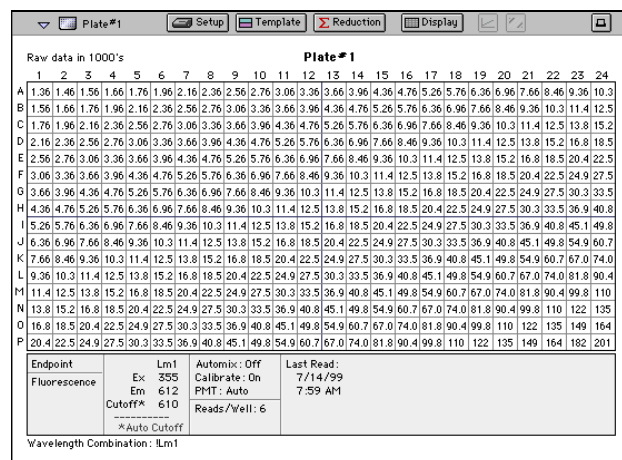 Plate#1 Setup Template Reduction Display
Raw data in 1000's Plate#1
1 2 3 4 5 6 7 8 9 10 11 12 13 14 15 16 17 18 19 20 21 22 23 24
A 1.36 1.46 1.56 1.66 1.76 1.96 2.16 2.36 2.56 2.76 3.06 3.36 3.66 3.96 4.36 4.76 5.26 5.76 6.36 6.96 7.66 8.46 9.36 10.3
B 1.56 1.66 1.76 1.96 2.16 2.36 2.56 2.76 3.06 3.36 3.66 3.96 4.36 4.76 5.26 5.76 6.36 6.96 7.66 8.46 9.36 10.3 11.4 12.5
C 1.76 1.96 2.16 2.36 2.56 2.76 3.06 3.36 3.66 3.96 4.36 4.76 5.26 5.76 6.36 6.96 7.66 8.46 9.36 10.3 11.4 12.5 13.8 15.2
D 2.16 2.36 2.56 2.76 3.06 3.36 3.66 3.96 4.36 4.76 5.26 5.76 6.36 6.96 7.66 8.46 9.36 10.3 11.4 12.5 13.8 15.2 16.8 18.5
E 2.56 2.76 3.06 3.36 3.66 3.96 4.36 4.76 5.26 5.76 6.36 6.96 7.66 8.46 9.36 10.3 11.4 12.5 13.8 15.2 16.8 18.5 20.4 22.5
F 3.06 3.36 3.66 3.96 4.36 4.76 5.26 5.76 6.36 6.96 7.66 8.46 9.36 10.3 11.4 12.5 13.8 15.2 16.8 18.5 20.4 22.5 24.9 27.5
G 3.66 3.96 4.36 4.76 5.26 5.76 6.36 6.96 7.66 8.46 9.36 10.3 11.4 12.5 13.8 15.2 16.8 18.5 20.4 22.5 24.9 27.5 30.3 33.5
H 4.36 4.76 5.26 5.76 6.36 6.96 7.66 8.46 9.36 10.3 11.4 12.5 13.8 15.2 16.8 18.5 20.4 22.5 24.9 27.5 30.3 33.5 36.9 40.8
I 5.26 5.76 6.36 6.96 7.66 8.46 9.36 10.3 11.4 12.5 13.8 15.2 16.8 18.5 20.4 22.5 24.9 27.5 30.3 33.5 36.9 40.8 45.1 49.8
J 6.36 6.96 7.66 8.46 9.36 10.3 11.4 12.5 13.8 15.2 16.8 18.5 20.4 22.5 24.9 27.5 30.3 33.5 36.9 40.8 45.1 49.8 54.9 60.7
K 7.66 8.46 9.36 10.3 11.4 12.5 13.8 15.2 16.8 18.5 20.4 22.5 24.9 27.5 30.3 33.5 36.9 40.8 45.1 49.8 54.9 60.7 67.0 74.0
L 9.36 10.3 11.4 12.5 13.8 15.2 16.8 18.5 20.4 22.5 24.9 27.5 30.3 33.5 36.9 40.8 45.1 49.8 54.9 60.7 67.0 74.0 81.8 90.4
M 11.4 12.5 13.8 15.2 16.8 18.5 20.4 22.5 24.9 27.5 30.3 33.5 36.9 40.8 45.1 49.8 54.9 60.7 67.0 74.0 81.8 90.4 99.8 110
N 13.8 15.2 16.8 18.5 20.4 22.5 24.9 27.5 30.3 33.5 36.9 40.8 45.1 49.8 54.9 60.7 67.0 74.0 81.8 90.4 99.8 110 122 135
O 16.8 18.5 20.4 22.5 24.9 27.5 30.3 33.5 36.9 40.8 45.1 49.8 54.9 60.7 67.0 74.0 81.8 90.4 99.8 110 122 135 149 164
P 20.4 22.5 24.9 27.5 30.3 33.5 36.9 40.8 45.1 49.8 54.9 60.7 67.0 74.0 81.8 90.4 99.8 110 122 135 149 164 182 201
Endpoint Lm1 Automix: Off Last Read:
Fluorescence Ex 355 Calibrate: On 7/14/99
Em 612 PMT: Auto 7:59 AM
Cutoff* 610 Reads/Well: 6
----------
*Auto Cutoff
Wavelength Combination: !Lm1